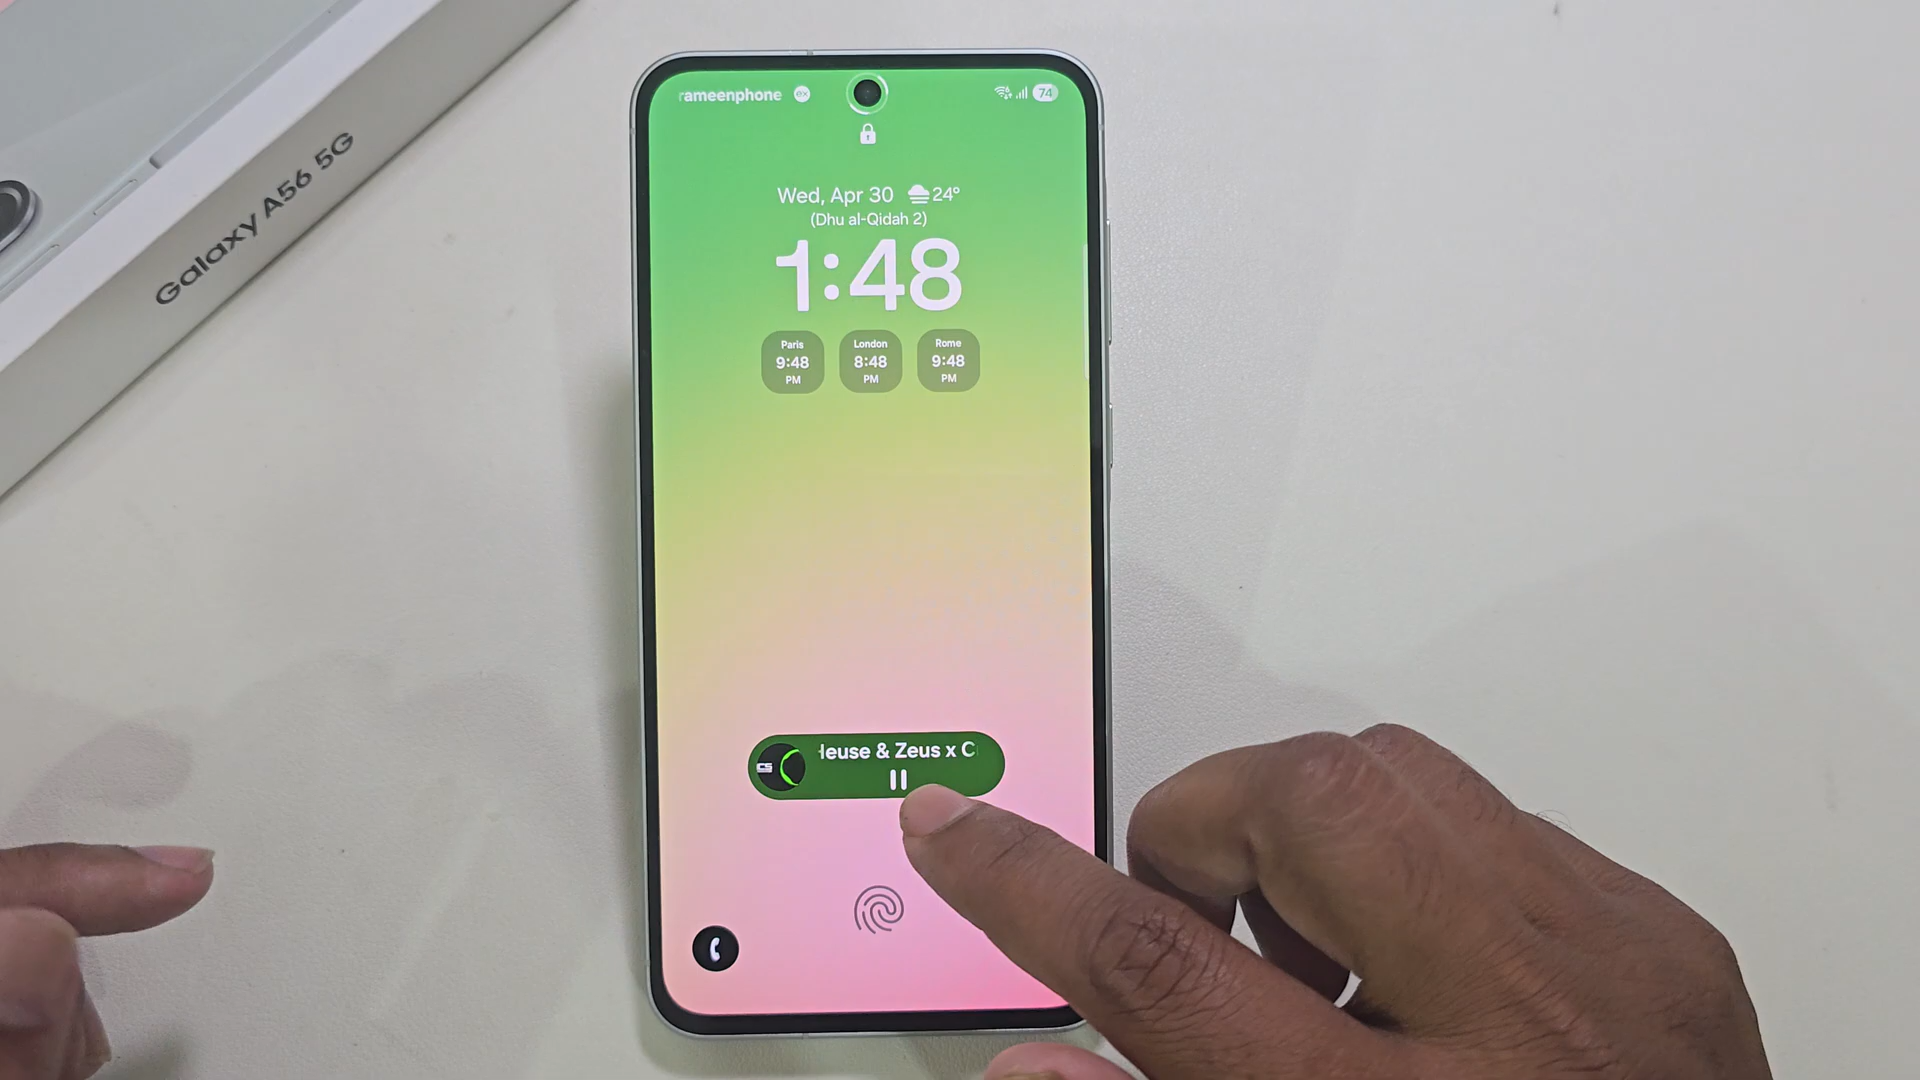 Galaxy A56 5G
rameenphone
74
Wed, Apr 30 24°
(Dhu al-Qidah 2)
1:48
Paris
9:48
PM
London
8:48
PM
Rome
9:48
PM
leuse & Zeus x C